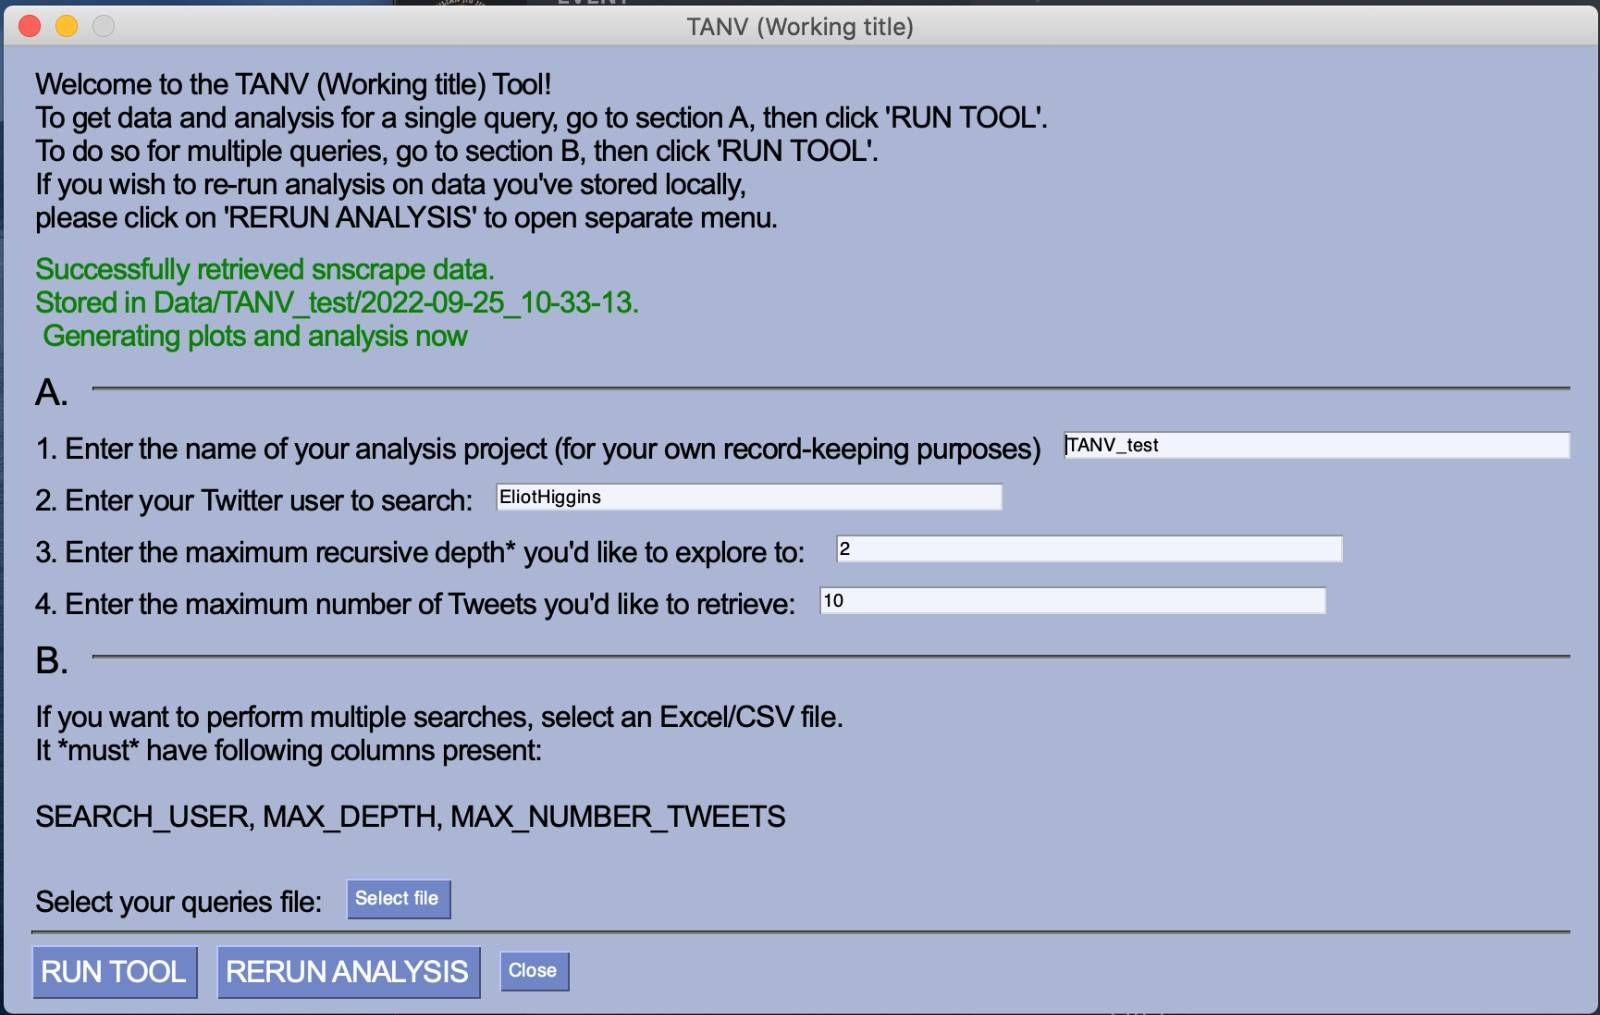 TANV (Working title)
Welcome to the TANV (Working title) Tool!
To get data and analysis for a single query, go to section A, then click 'RUN TOOL'.
To do so for multiple queries, go to section B, then click 'RUN TOOL'.
If you wish to re-run analysis on data you've stored locally,
please click on 'RERUN ANALYSIS' to open separate menu.
Successfully retrieved snscrape data.
Stored in Data/TANV_test/2022-09-25_10-33-13.
Generating plots and analysis now
A.
1. Enter the name of your analysis project (for your own record-keeping purposes) TANV_test
2. Enter your Twitter user to search: EliotHiggins
3. Enter the maximum recursive depth* you'd like to explore to: 2
4. Enter the maximum number of Tweets you'd like to retrieve: 10
B.
If you want to perform multiple searches, select an Excel/CSV file.
It *must* have following columns present:
SEARCH_USER, MAX_DEPTH, MAX_NUMBER_TWEETS
Select your queries file: Select file
RUN TOOL RERUN ANALYSIS Close